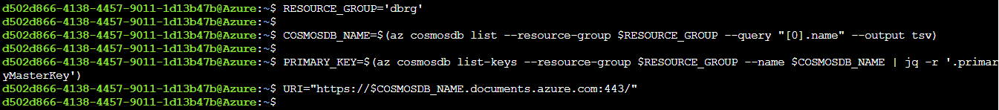 d502d866-4138-4457-9011-1d13b47b@Azure:~$ RESOURCE_GROUP='dbrg'
d502d866-4138-4457-9011-1d13b47b@Azure:~$
d502d866-4138-4457-9011-1d13b47b@Azure:~$ COSMOSDB_NAME=$(az cosmosdb list --resource-group $RESOURCE_GROUP --query "[0].name" --output tsv)
d502d866-4138-4457-9011-1d13b47b@Azure:~$
d502d866-4138-4457-9011-1d13b47b@Azure:~$ PRIMARY_KEY=$(az cosmosdb list-keys --resource-group $RESOURCE_GROUP --name $COSMOSDB_NAME | jq -r '.primar
yMasterKey')
d502d866-4138-4457-9011-1d13b47b@Azure:~$ URI="https://$COSMOSDB_NAME.documents.azure.com:443/"
d502d866-4138-4457-9011-1d13b47b@Azure:~$